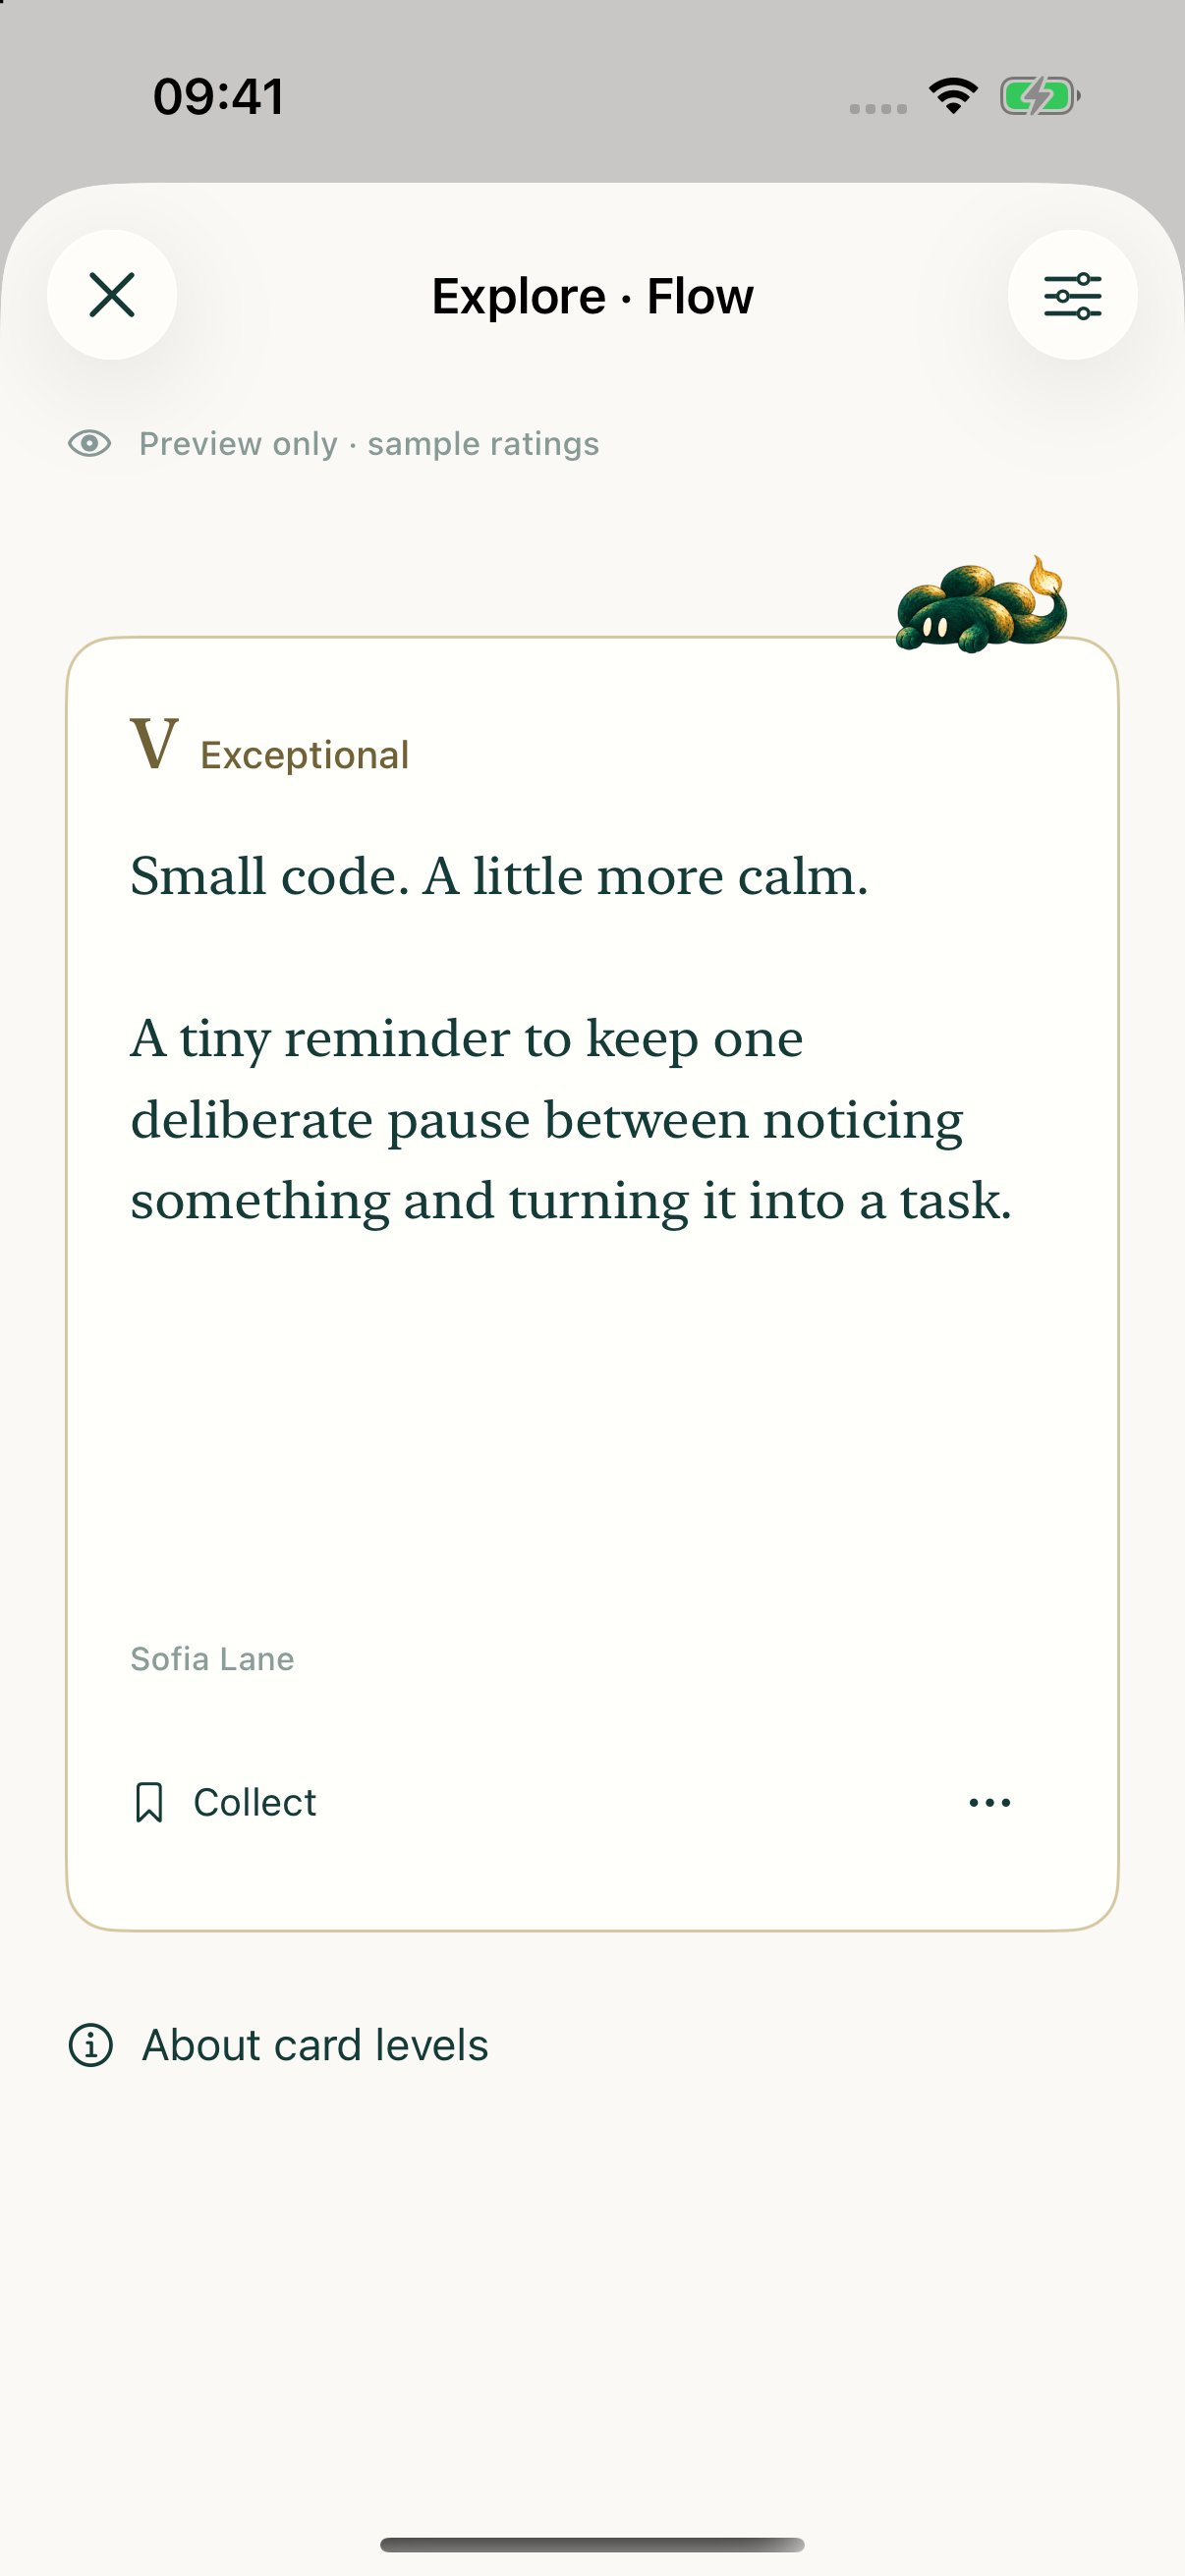 09:41
Explore · Flow
Preview only · sample ratings
V Exceptional
Small code. A little more calm.
A tiny reminder to keep one
deliberate pause between noticing
something and turning it into a task.
Sofia Lane
Collect
About card levels